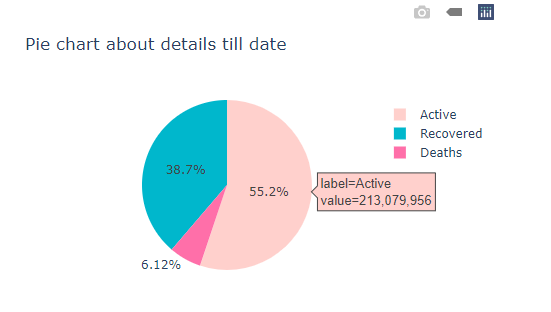 Pie chart about details till date
Active
Recovered
Deaths
38.7%
55.2%
label=Active
value=213,079,956
6.12%